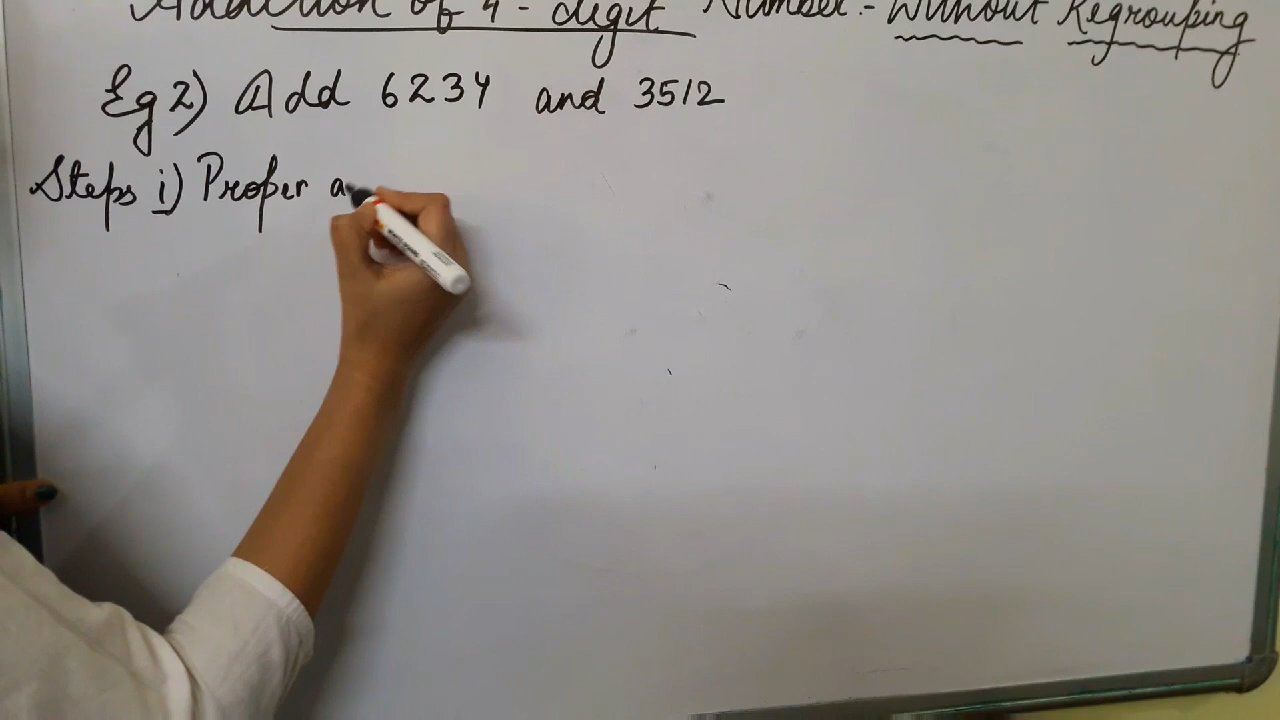 Addition of 4-digit Number:- Without Regrouping
Eg 2) Add 6234 and 3512
Steps i) Proper a